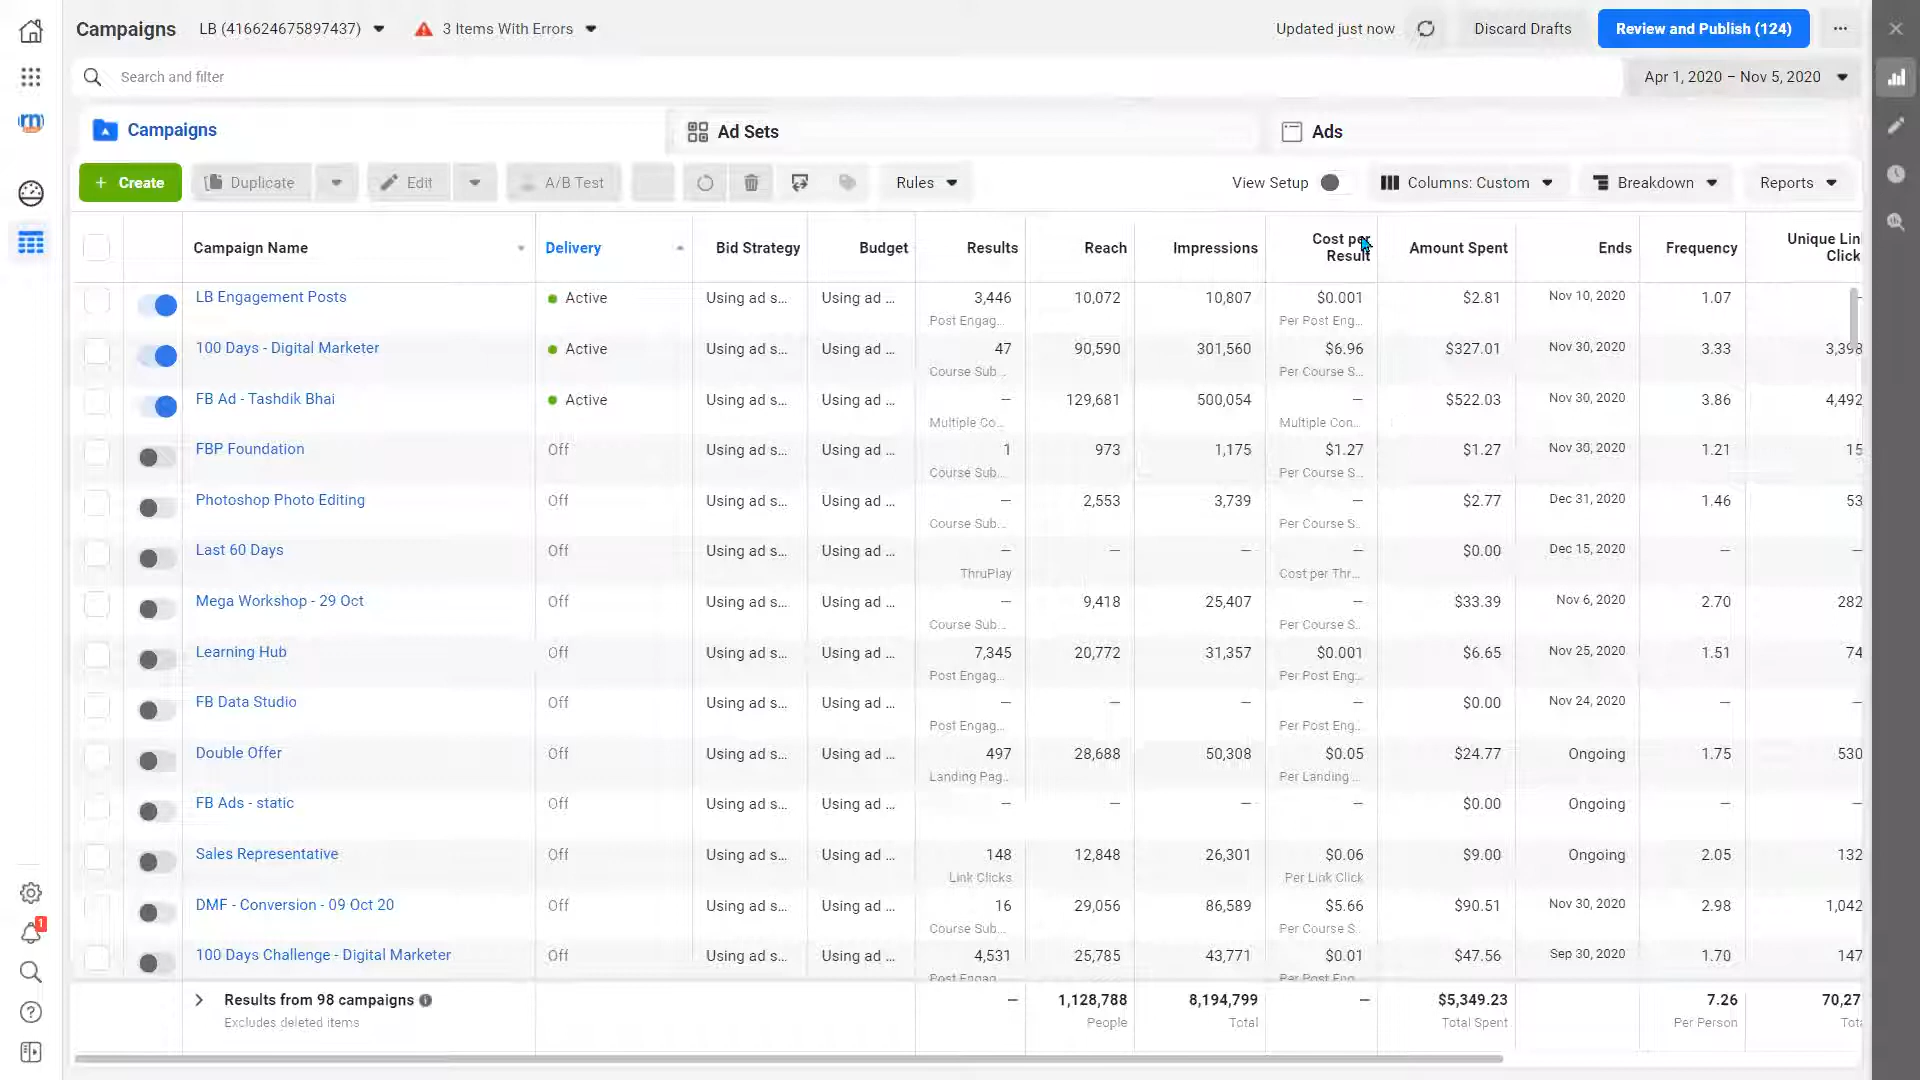 Campaigns LB (416624675897437) 3 Items With Errors Updated just now Discard Drafts Review and Publish (124)
Search and filter Apr 1, 2020 – Nov 5, 2020
Campaigns Ad Sets Ads
+ Create Duplicate Edit A/B Test Rules View Setup Columns: Custom Breakdown Reports
Campaign Name Delivery Bid Strategy Budget Results Reach Impressions Cost per Result Amount Spent Ends Frequency Unique Lin Click
LB Engagement Posts Active Using ad s... Using ad ... 3,446 10,072 10,807 $0.001 $2.81 Nov 10, 2020 1.07 —
Post Engag... Per Post Eng...
100 Days - Digital Marketer Active Using ad s... Using ad ... 47 90,590 301,560 $6.96 $327.01 Nov 30, 2020 3.33 3,398
Course Sub... Per Course S...
FB Ad - Tashdik Bhai Active Using ad s... Using ad ... — 129,681 500,054 — $522.03 Nov 30, 2020 3.86 4,492
Multiple Co... Multiple Con...
FBP Foundation Off Using ad s... Using ad ... 1 973 1,175 $1.27 $1.27 Nov 30, 2020 1.21 15
Course Sub... Per Course S...
Photoshop Photo Editing Off Using ad s... Using ad ... — 2,553 3,739 — $2.77 Dec 31, 2020 1.46 53
Course Sub... Per Course S...
Last 60 Days Off Using ad s... Using ad ... — — — — $0.00 Dec 15, 2020 — —
ThruPlay Cost per Thr...
Mega Workshop - 29 Oct Off Using ad s... Using ad ... — 9,418 25,407 — $33.39 Nov 6, 2020 2.70 282
Course Sub... Per Course S...
Learning Hub Off Using ad s... Using ad ... 7,345 20,772 31,357 $0.001 $6.65 Nov 25, 2020 1.51 74
Post Engag... Per Post Eng...
FB Data Studio Off Using ad s... Using ad ... — — — — $0.00 Nov 24, 2020 — —
Post Engag... Per Post Eng...
Double Offer Off Using ad s... Using ad ... 497 28,688 50,308 $0.05 $24.77 Ongoing 1.75 530
Landing Pag... Per Landing ...
FB Ads - static Off Using ad s... Using ad ... — — — — $0.00 Ongoing — —
Sales Representative Off Using ad s... Using ad ... 148 12,848 26,301 $0.06 $9.00 Ongoing 2.05 132
Link Clicks Per Link Click
DMF - Conversion - 09 Oct 20 Off Using ad s... Using ad ... 16 29,056 86,589 $5.66 $90.51 Nov 30, 2020 2.98 1,042
Course Sub... Per Course S...
100 Days Challenge - Digital Marketer Off Using ad s... Using ad ... 4,531 25,785 43,771 $0.01 $47.56 Sep 30, 2020 1.70 147
Post Engag... Per Post Eng...
Results from 98 campaigns — 1,128,788 8,194,799 — $5,349.23 7.26 70,27
Excludes deleted items People Total Total Spent Per Person Tota
1